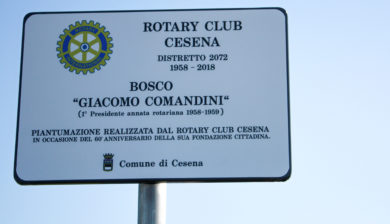 ROTARY CLUB
CESENA
DISTRETTO 2072
1958 - 2018
BOSCO
"GIACOMO COMANDINI"
( 1° Presidente annata rotariana 1958-1959 )
PIANTUMAZIONE REALIZZATA DAL ROTARY CLUB CESENA
IN OCCASIONE DEL 60° ANNIVERSARIO DELLA SUA FONDAZIONE CITTADINA.
Comune di Cesena